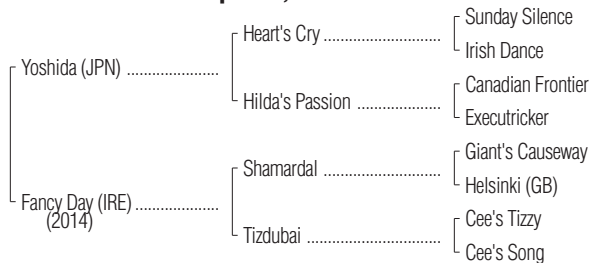 Sunday Silence
Heart's Cry
Irish Dance
Yoshida (JPN)
Canadian Frontier
Hilda's Passion
Executricker
Giant's Causeway
Shamardal
Helsinki (GB)
Fancy Day (IRE)
(2014)
Cee's Tizzy
Tizdubai
Cee's Song